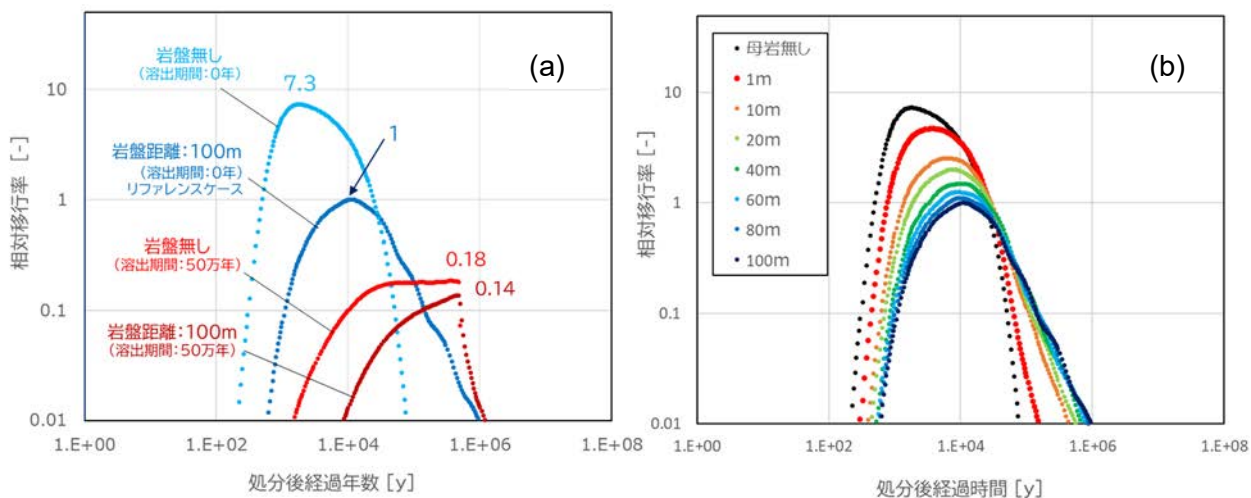 (a)
岩盤無し
(溶出期間:0年)
7.3
岩盤距離:100m
(溶出期間:0年)
リファレンスケース
1
岩盤無し
(溶出期間:50万年)
0.18
0.14
岩盤距離:100m
(溶出期間:50万年)
相対移行率 [-]
10
1
0.1
0.01
1.E+00
1.E+02
1.E+04
1.E+06
1.E+08
処分後経過年数 [y]
(b)
母岩無し
1m
10m
20m
40m
60m
80m
100m
相対移行率 [-]
10
1
0.1
0.01
1.E+00
1.E+02
1.E+04
1.E+06
1.E+08
処分後経過時間 [y]